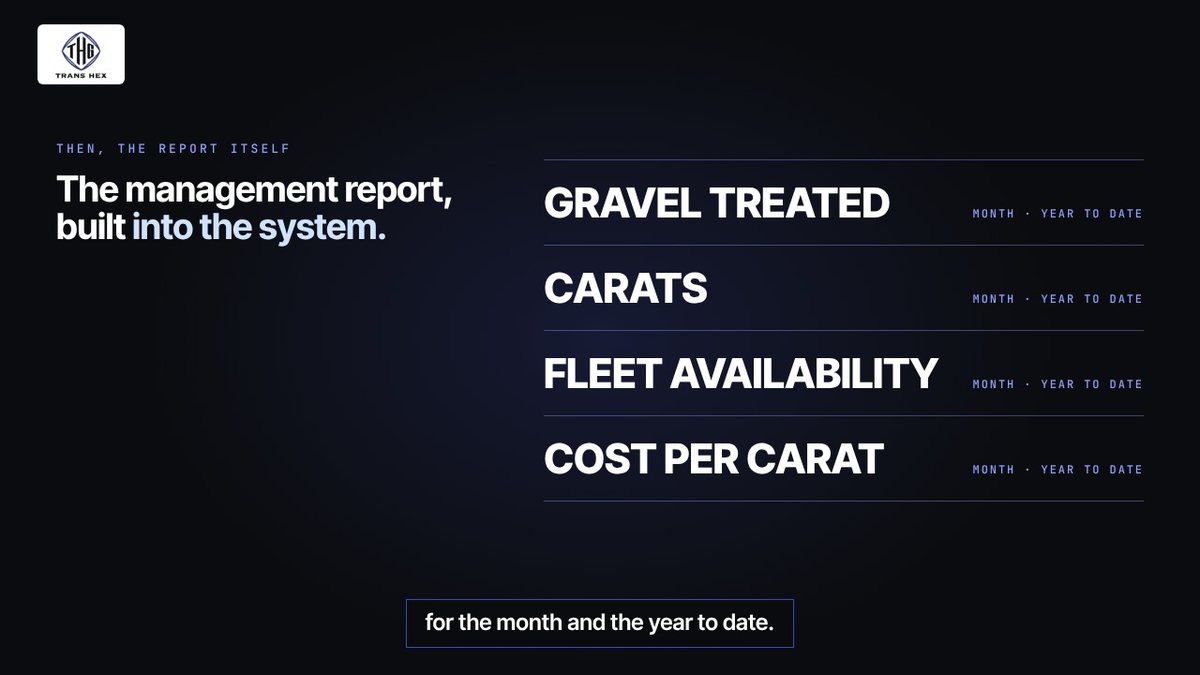 THG
TRANS HEX
THEN, THE REPORT ITSELF
The management report,
built into the system.
GRAVEL TREATED
MONTH · YEAR TO DATE
CARATS
MONTH · YEAR TO DATE
FLEET AVAILABILITY
MONTH · YEAR TO DATE
COST PER CARAT
MONTH · YEAR TO DATE
for the month and the year to date.